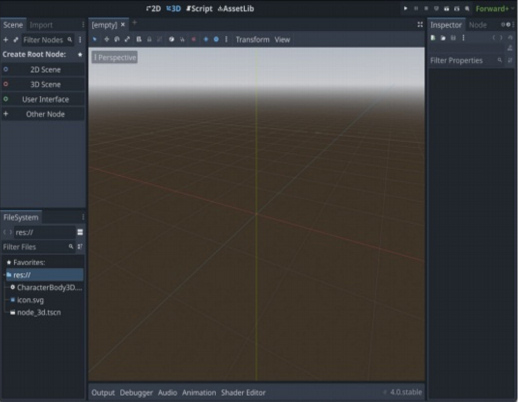 2D 3D Script AssetLib
Forward+
Scene Import
[empty]
Inspector Node
Filter Nodes
Transform View
Create Root Node:
Perspective
Filter Properties
2D Scene
3D Scene
User Interface
Other Node
FileSystem
res://
Filter Files
Favorites:
res://
CharacterBody3D...
icon.svg
node_3d.tscn
Output Debugger Audio Animation Shader Editor
4.0.stable